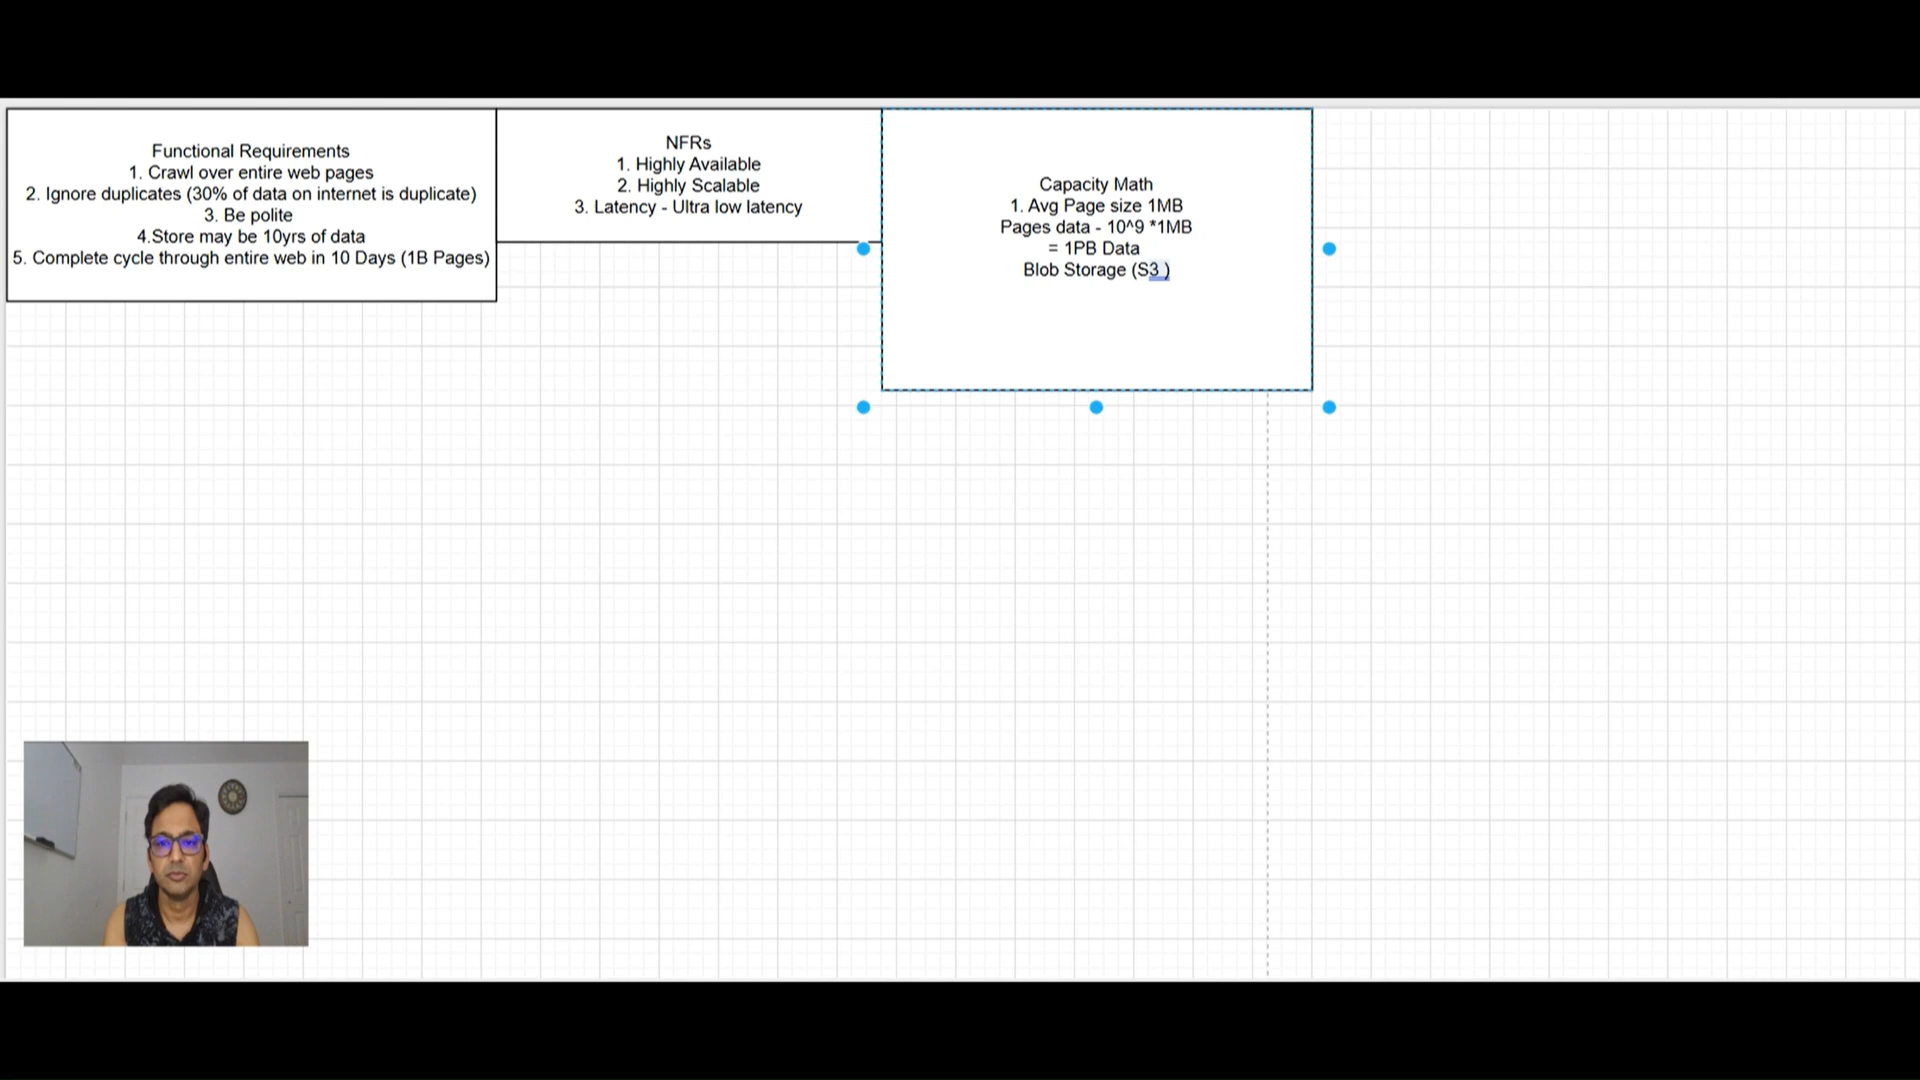 Functional Requirements
1. Crawl over entire web pages
2. Ignore duplicates (30% of data on internet is duplicate)
3. Be polite
4.Store may be 10yrs of data
5. Complete cycle through entire web in 10 Days (1B Pages)
NFRs
1. Highly Available
2. Highly Scalable
3. Latency - Ultra low latency
Capacity Math
1. Avg Page size 1MB
Pages data - 10^9 *1MB
= 1PB Data
Blob Storage (S3 )